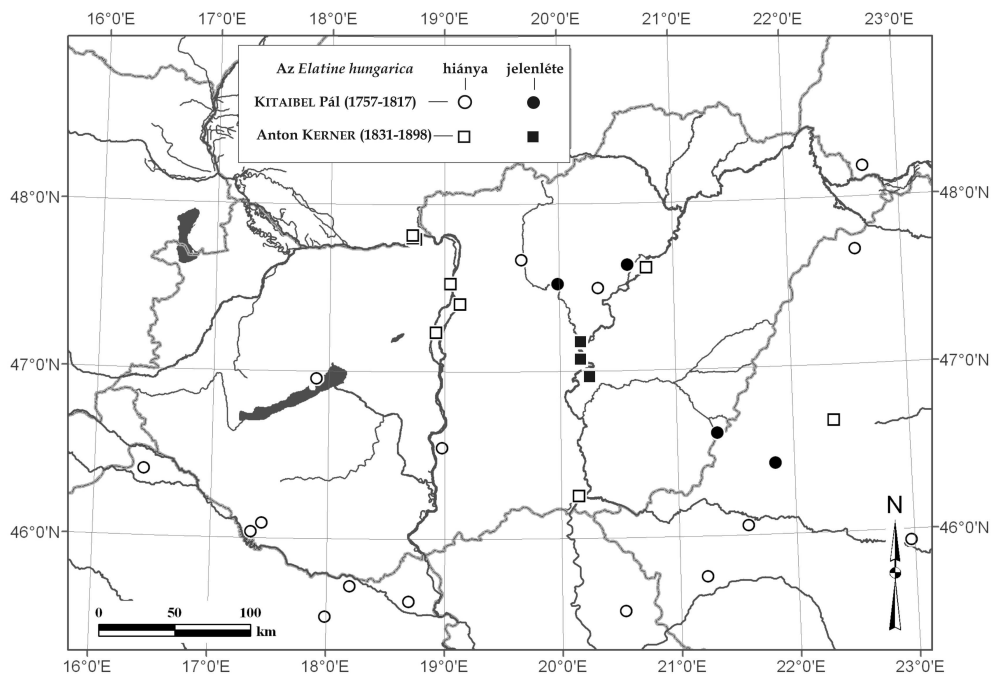 16°0'E 17°0'E 18°0'E 19°0'E 20°0'E 21°0'E 22°0'E 23°0'E
Az Elatine hungarica hiánya jelenléte
KITAIBEL Pál (1757-1817)
Anton KERNER (1831-1898)
48°0'N 48°0'N
47°0'N 47°0'N
46°0'N 46°0'N
N
0 50 100
km
16°0'E 17°0'E 18°0'E 19°0'E 20°0'E 21°0'E 22°0'E 23°0'E